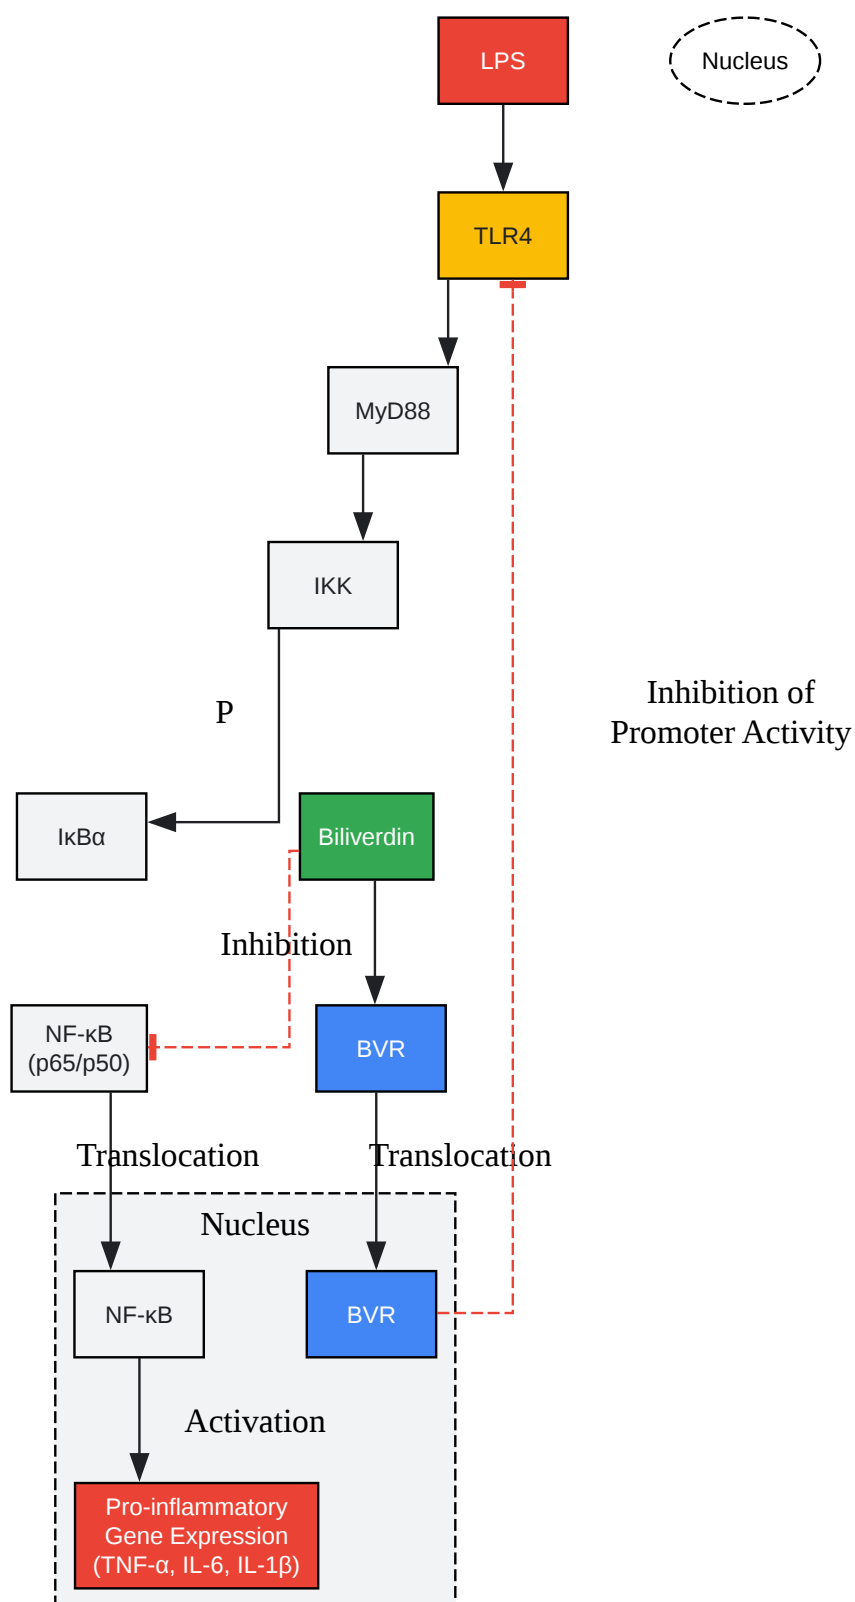 LPS
Nucleus
TLR4
MyD88
IKK
P
Inhibition of
Promoter Activity
IκBα
Biliverdin
Inhibition
NF-κB
(p65/p50)
BVR
Translocation
Translocation
Nucleus
NF-κB
BVR
Activation
Pro-inflammatory
Gene Expression
(TNF-α, IL-6, IL-1β)